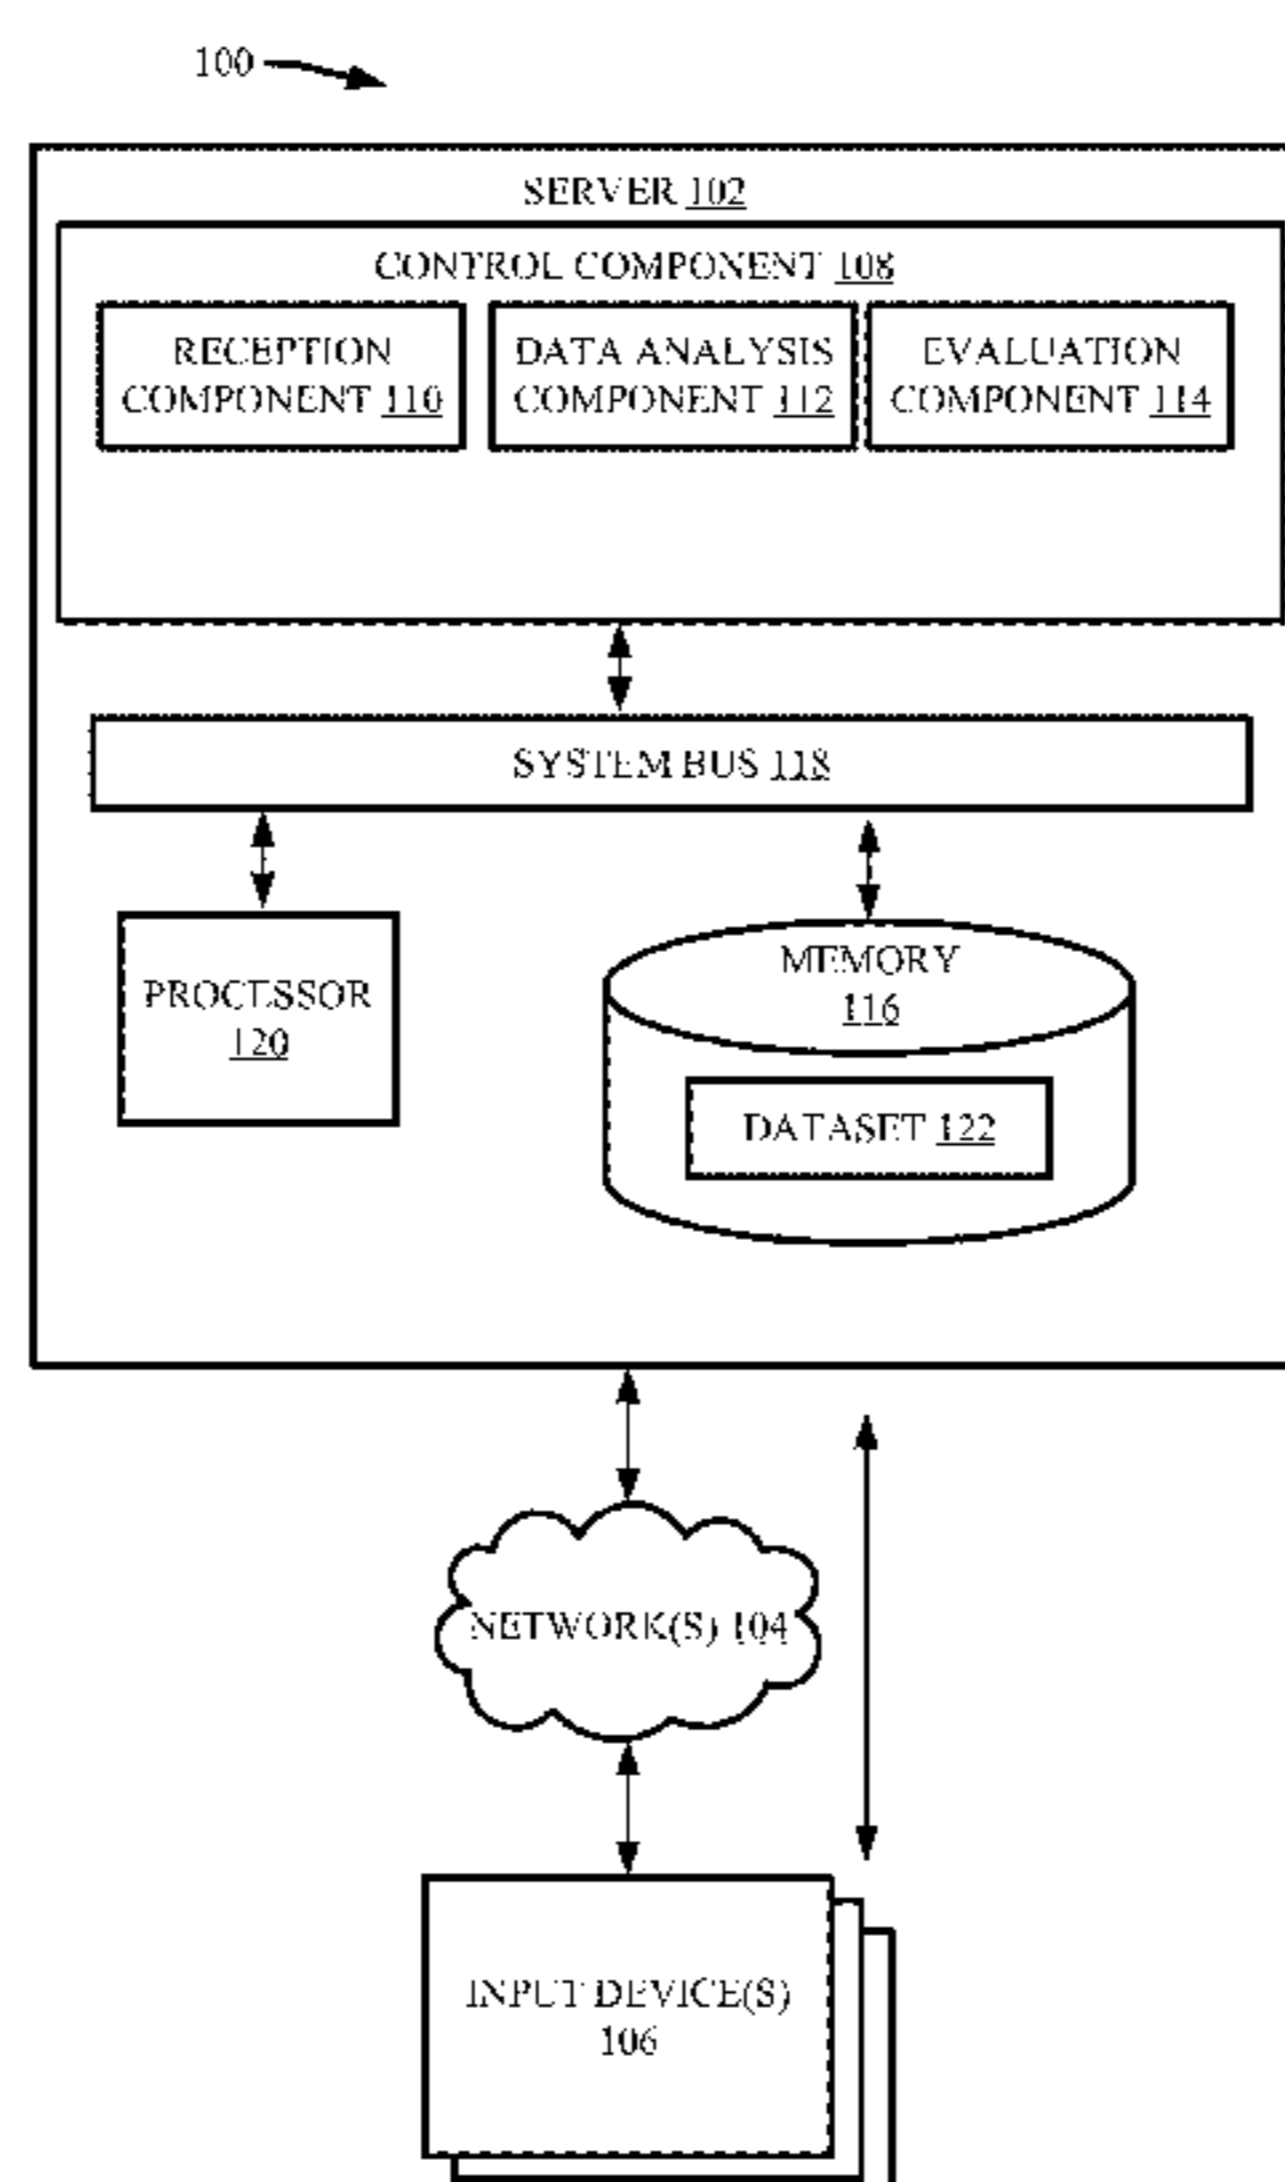 100
SERVER 102
CONTROL COMPONENT 108
RECEPTION
COMPONENT 110
DATA ANALYSIS
COMPONENT 112
EVALUATION
COMPONENT 114
SYSTEM BUS 118
PROCESSOR
120
MEMORY
116
DATASET 122
NETWORK(S) 104
INPUT DEVICE(S)
106